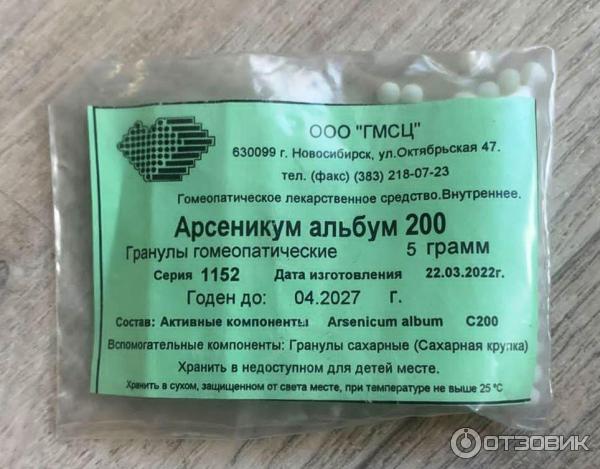 ООО "ГМСЦ"
630099 г. Новосибирск, ул.Октябрьская 47.
тел. (факс) (383) 218-07-23
Гомеопатическое лекарственное средство.Внутреннее.
Арсеникум альбум 200
Гранулы гомеопатические 5 грамм
Серия 1152 Дата изготовления 22.03.2022г.
Годен до: 04.2027 г.
Состав: Активные компоненты Arsenicum album C200
Вспомогательные компоненты: Гранулы сахарные (Сахарная крупка)
Хранить в недоступном для детей месте.
Хранить в сухом, защищенном от света месте, при температуре не выше 25 °С
ОТЗОВИК